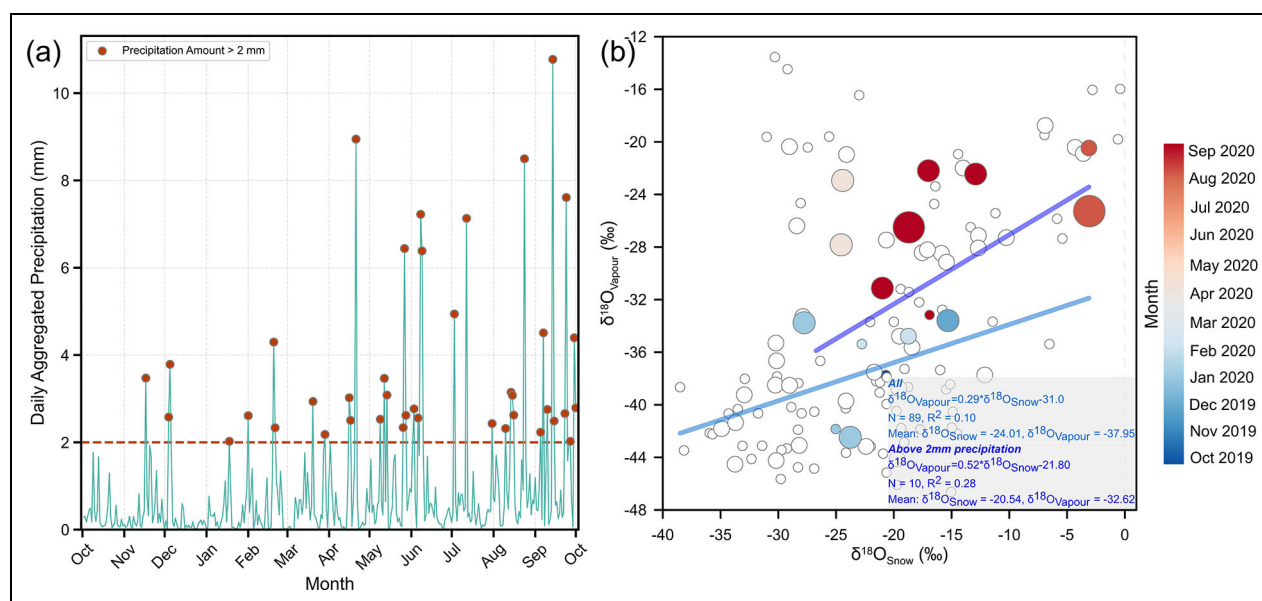 (a)
Precipitation Amount > 2 mm
Daily Aggregated Precipitation (mm)
10
8
6
4
2
0
Oct Nov Dec Jan Feb Mar Apr May Jun Jul Aug Sep Oct
Month
(b)
δ18OVapour (‰)
-12
-16
-20
-24
-28
-32
-36
-40
-44
-48
-40 -35 -30 -25 -20 -15 -10 -5 0
δ18OSnow (‰)
All
δ18OVapour=0.29*δ18OSnow-31.0
N = 89, R2 = 0.10
Mean: δ18OSnow = -24.01, δ18OVapour = -37.95
Above 2mm precipitation
δ18OVapour=0.52*δ18OSnow-21.80
N = 10, R2 = 0.28
Mean: δ18OSnow = -20.54, δ18OVapour = -32.62
Month
Sep 2020
Aug 2020
Jul 2020
Jun 2020
May 2020
Apr 2020
Mar 2020
Feb 2020
Jan 2020
Dec 2019
Nov 2019
Oct 2019